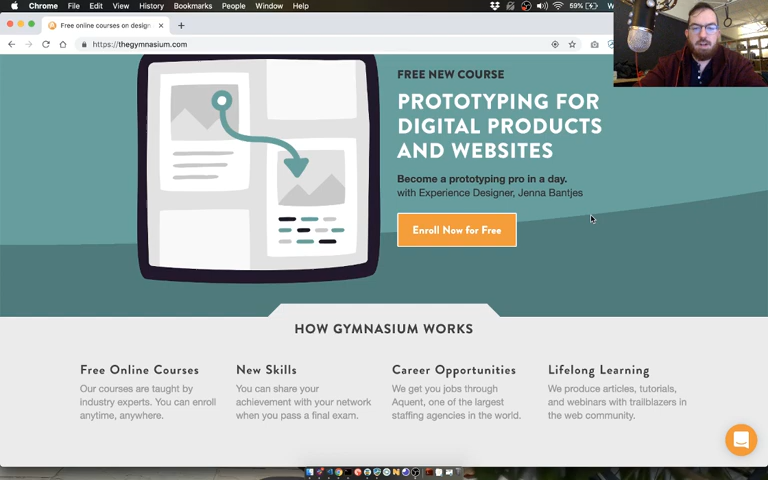 Chrome File Edit View History Bookmarks People Window Help
59%
Free online courses on design
https://thegymnasium.com
FREE NEW COURSE
PROTOTYPING FOR
DIGITAL PRODUCTS
AND WEBSITES
Become a prototyping pro in a day.
with Experience Designer, Jenna Bantjes
Enroll Now for Free
HOW GYMNASIUM WORKS
Free Online Courses
Our courses are taught by
industry experts. You can enroll
anytime, anywhere.
New Skills
You can share your
achievement with your network
when you pass a final exam.
Career Opportunities
We get you jobs through
Aquent, one of the largest
staffing agencies in the world.
Lifelong Learning
We produce articles, tutorials,
and webinars with trailblazers in
the web community.